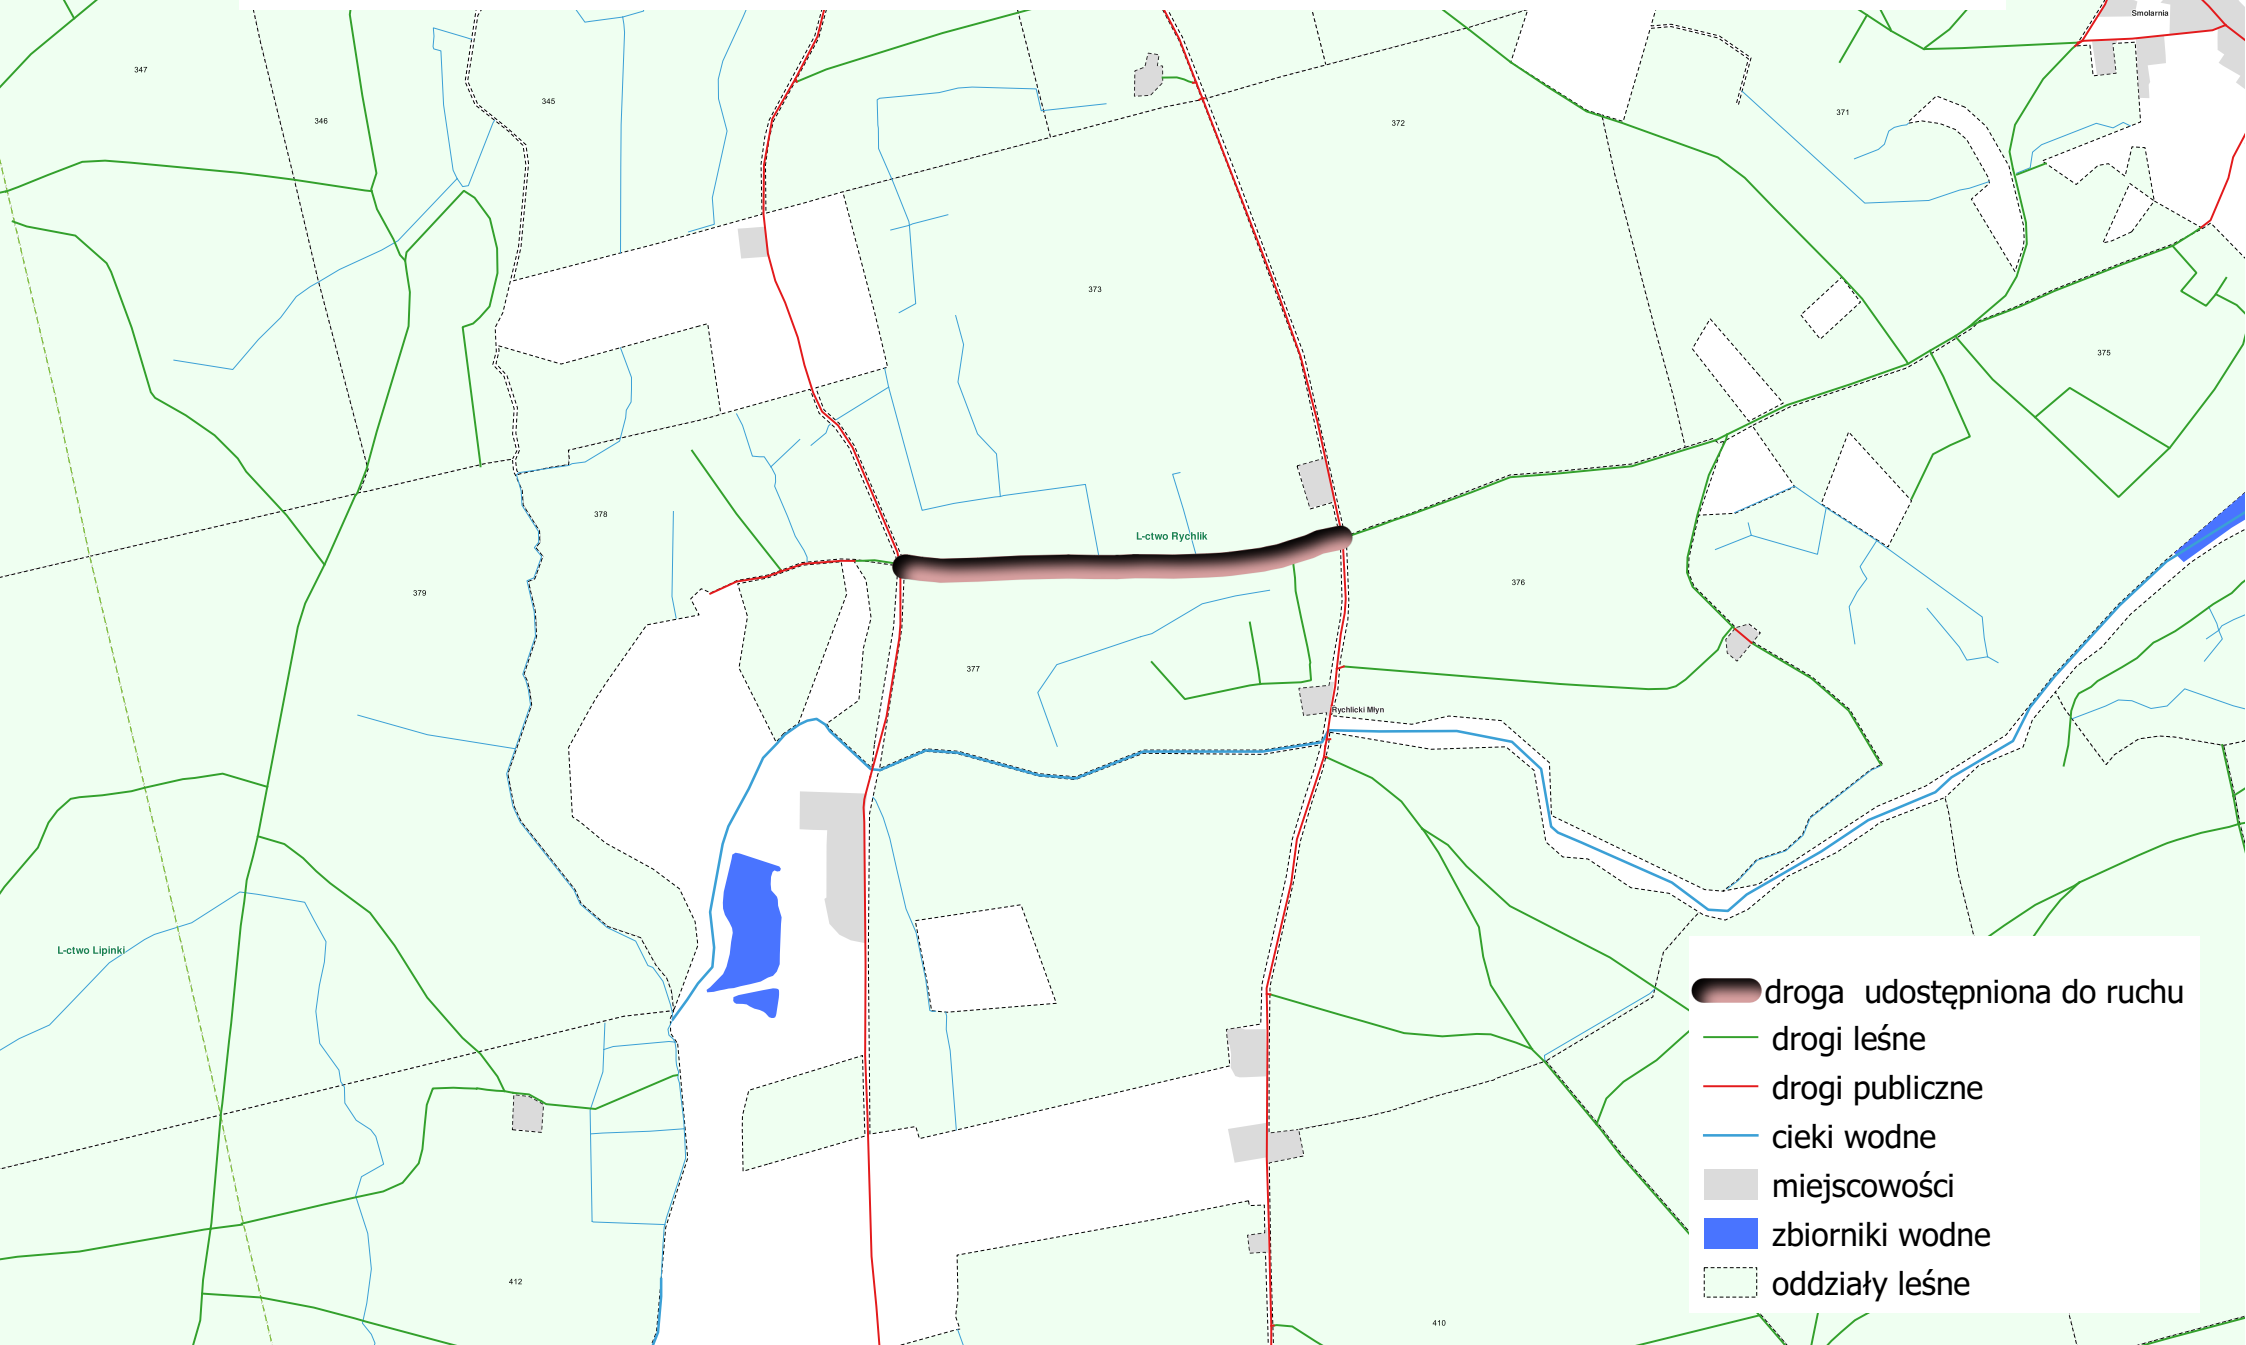 Smolarnia
347
345
346
372
371
373
375
378
L-ctwo Rychlik
376
379
377
Rychlicki Młyn
L-ctwo Lipinki
412
410
droga udostępniona do ruchu
drogi leśne
drogi publiczne
cieki wodne
miejscowości
zbiorniki wodne
oddziały leśne